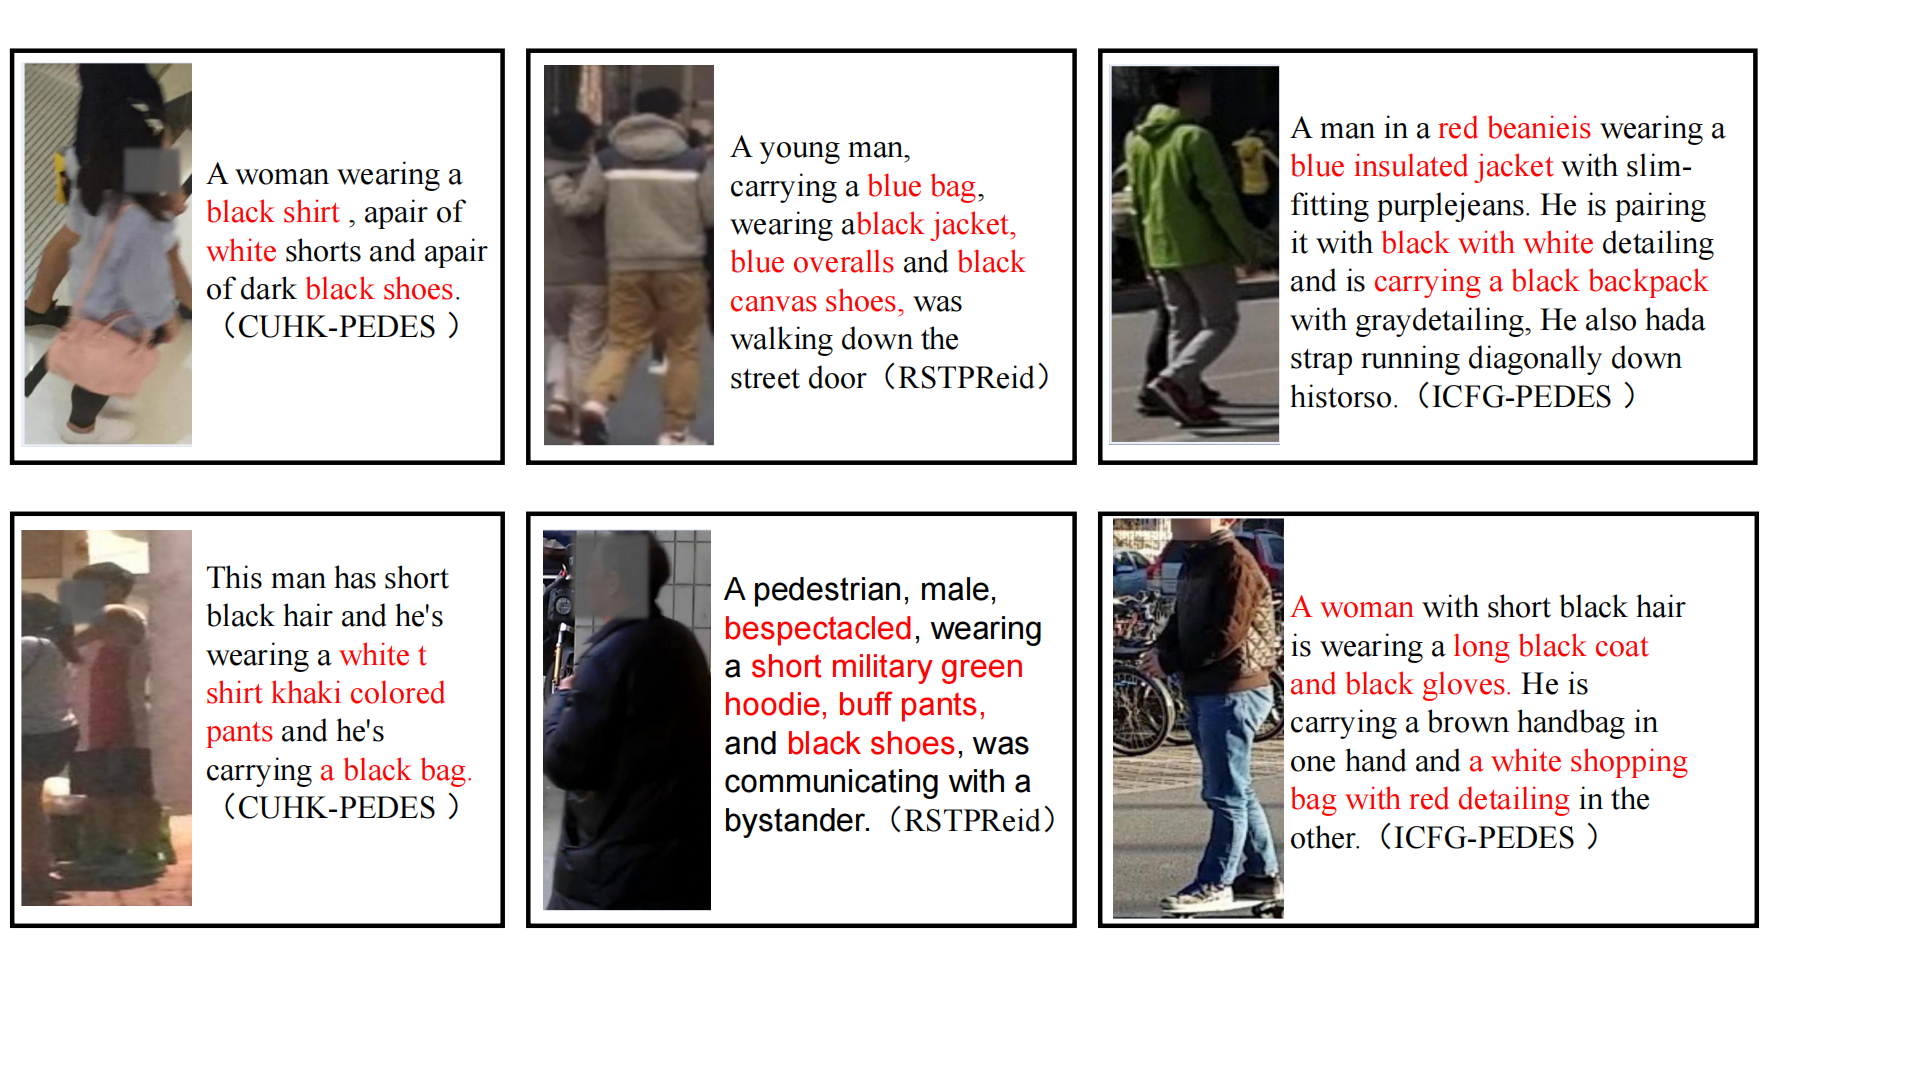 A woman wearing a
black shirt , apair of
white shorts and apair
of dark black shoes.
（CUHK-PEDES ）
A young man,
carrying a blue bag,
wearing ablack jacket,
blue overalls and black
canvas shoes, was
walking down the
street door（RSTPReid）
A man in a red beanieis wearing a
blue insulated jacket with slim-
fitting purplejeans. He is pairing
it with black with white detailing
and is carrying a black backpack
with graydetailing, He also hada
strap running diagonally down
historso.（ICFG-PEDES ）
This man has short
black hair and he's
wearing a white t
shirt khaki colored
pants and he's
carrying a black bag.
（CUHK-PEDES ）
A pedestrian, male,
bespectacled, wearing
a short military green
hoodie, buff pants,
and black shoes, was
communicating with a
bystander.（RSTPReid）
A woman with short black hair
is wearing a long black coat
and black gloves. He is
carrying a brown handbag in
one hand and a white shopping
bag with red detailing in the
other.（ICFG-PEDES ）